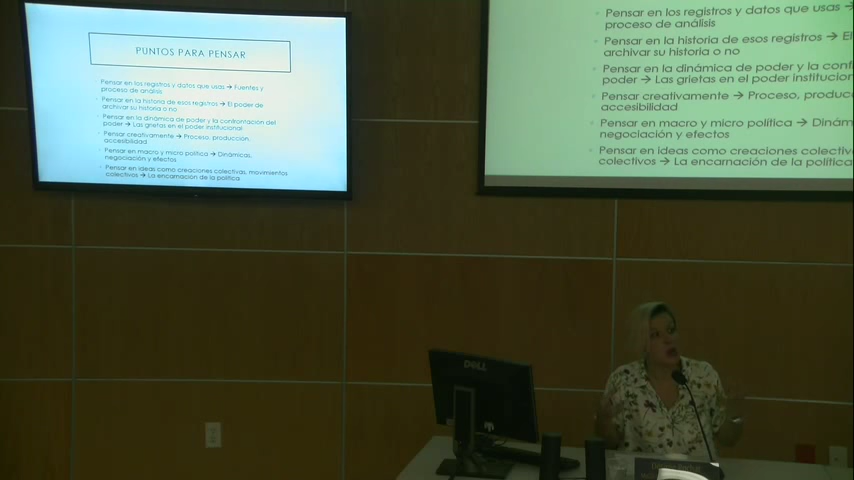 PUNTOS PARA PENSAR
Pensar en los registros y datos que usas → Fuentes y
proceso de análisis
Pensar en la historia de esos registros → El poder de
archivar su historia o no
Pensar en la dinámica de poder y la confrontación del
poder → Las grietas en el poder institucional
Pensar creativamente → Proceso, producción,
accesibilidad
Pensar en macro y micro política → Dinámicas,
negociación y efectos
Pensar en ideas como creaciones colectivas, movimientos
colectivos → La encarnación de la política
Pensar en los registros y datos que usas →
proceso de análisis
Pensar en la historia de esos registros → El
archivar su historia o no
Pensar en la dinámica de poder y la conf
poder → Las grietas en el poder institucion
Pensar creativamente → Proceso, produc
accesibilidad
Pensar en macro y micro política → Dinám
negociación y efectos
Pensar en ideas como creaciones colectiv
colectivos → La encarnación de la política
DELL